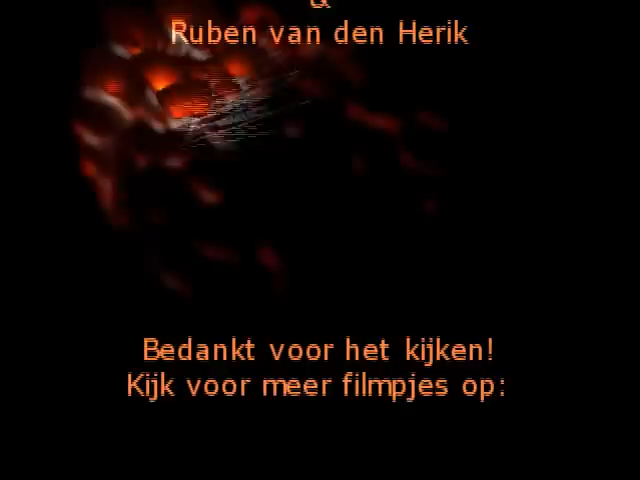 &
Ruben van den Herik
Bedankt voor het kijken!
Kijk voor meer filmpjes op: